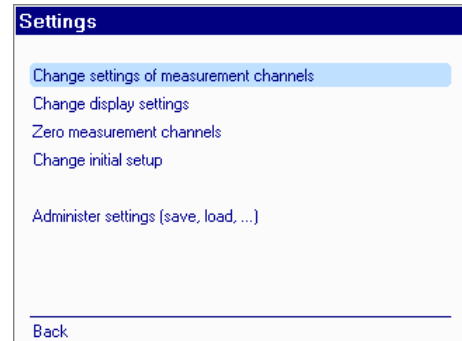 Settings
Change settings of measurement channels
Change display settings
Zero measurement channels
Change initial setup
Administer settings (save, load, ...)
Back